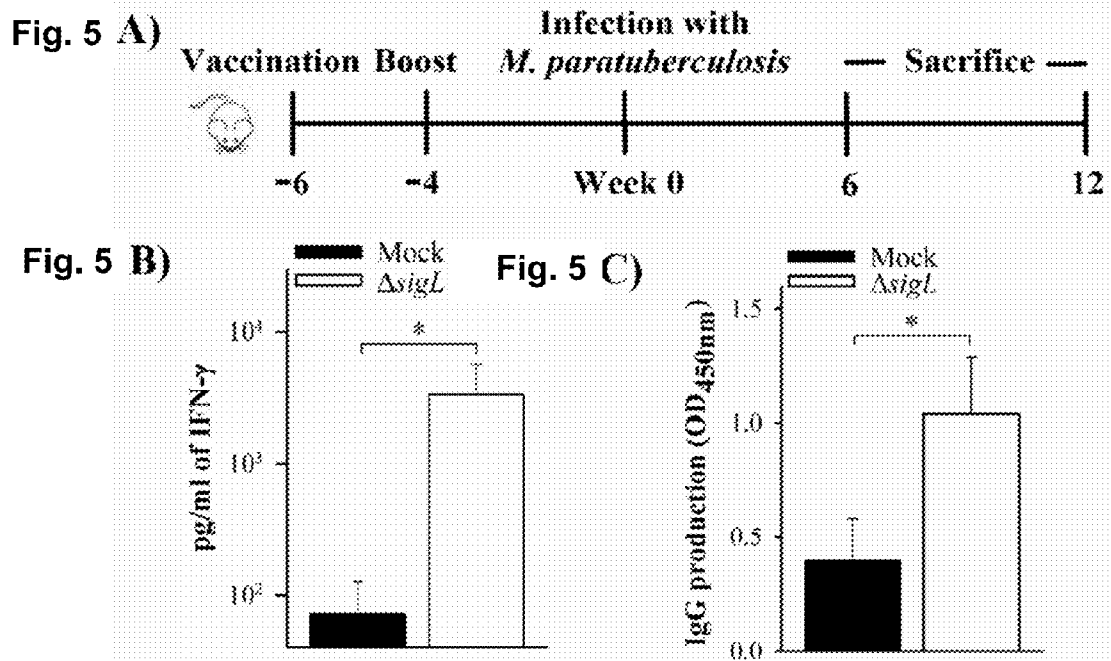 Fig. 5 A)
Infection with
Vaccination Boost M. paratuberculosis Sacrifice
-6 -4 Week 0 6 12
Fig. 5 B)
Mock
ΔsigL
*
pg/ml of IFN-γ
10⁴
10³
10²
Fig. 5 C)
Mock
ΔsigL
*
IgG production (OD450nm)
1.5
1.0
0.5
0.0